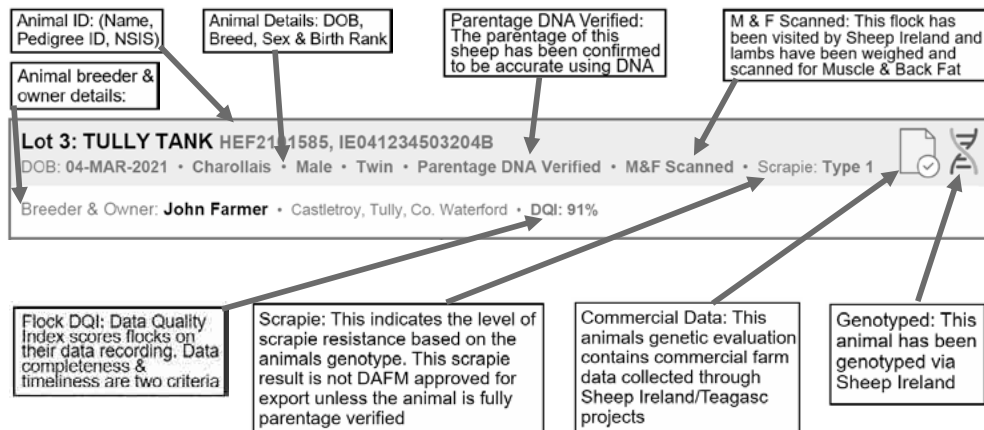 Animal ID: (Name,
Pedigree ID, NSIS)
Animal Details: DOB,
Breed, Sex & Birth Rank
Parentage DNA Verified:
The parentage of this
sheep has been confirmed
to be accurate using DNA
M & F Scanned: This flock has
been visited by Sheep Ireland and
lambs have been weighed and
scanned for Muscle & Back Fat
Animal breeder &
owner details:
Lot 3: TULLY TANK IE041234503204B
DOB: 04-MAR-2021 • Charollais • Male • Twin • Parentage DNA Verified • M&F Scanned • Scrapie: Type 1
Breeder & Owner: John Farmer • Castletroy, Tully, Co. Waterford • DQI: 91%
Flock DQI: Data Quality
Index scores flocks on
their data recording. Data
completeness &
timeliness are two criteria
Scrapie: This indicates the level of
scrapie resistance based on the
animals genotype. This scrapie
result is not DAFM approved for
export unless the animal is fully
parentage verified
Commercial Data: This
animals genetic evaluation
contains commercial farm
data collected through
Sheep Ireland/Teagasc
projects
Genotyped: This
animal has been
genotyped via
Sheep Ireland